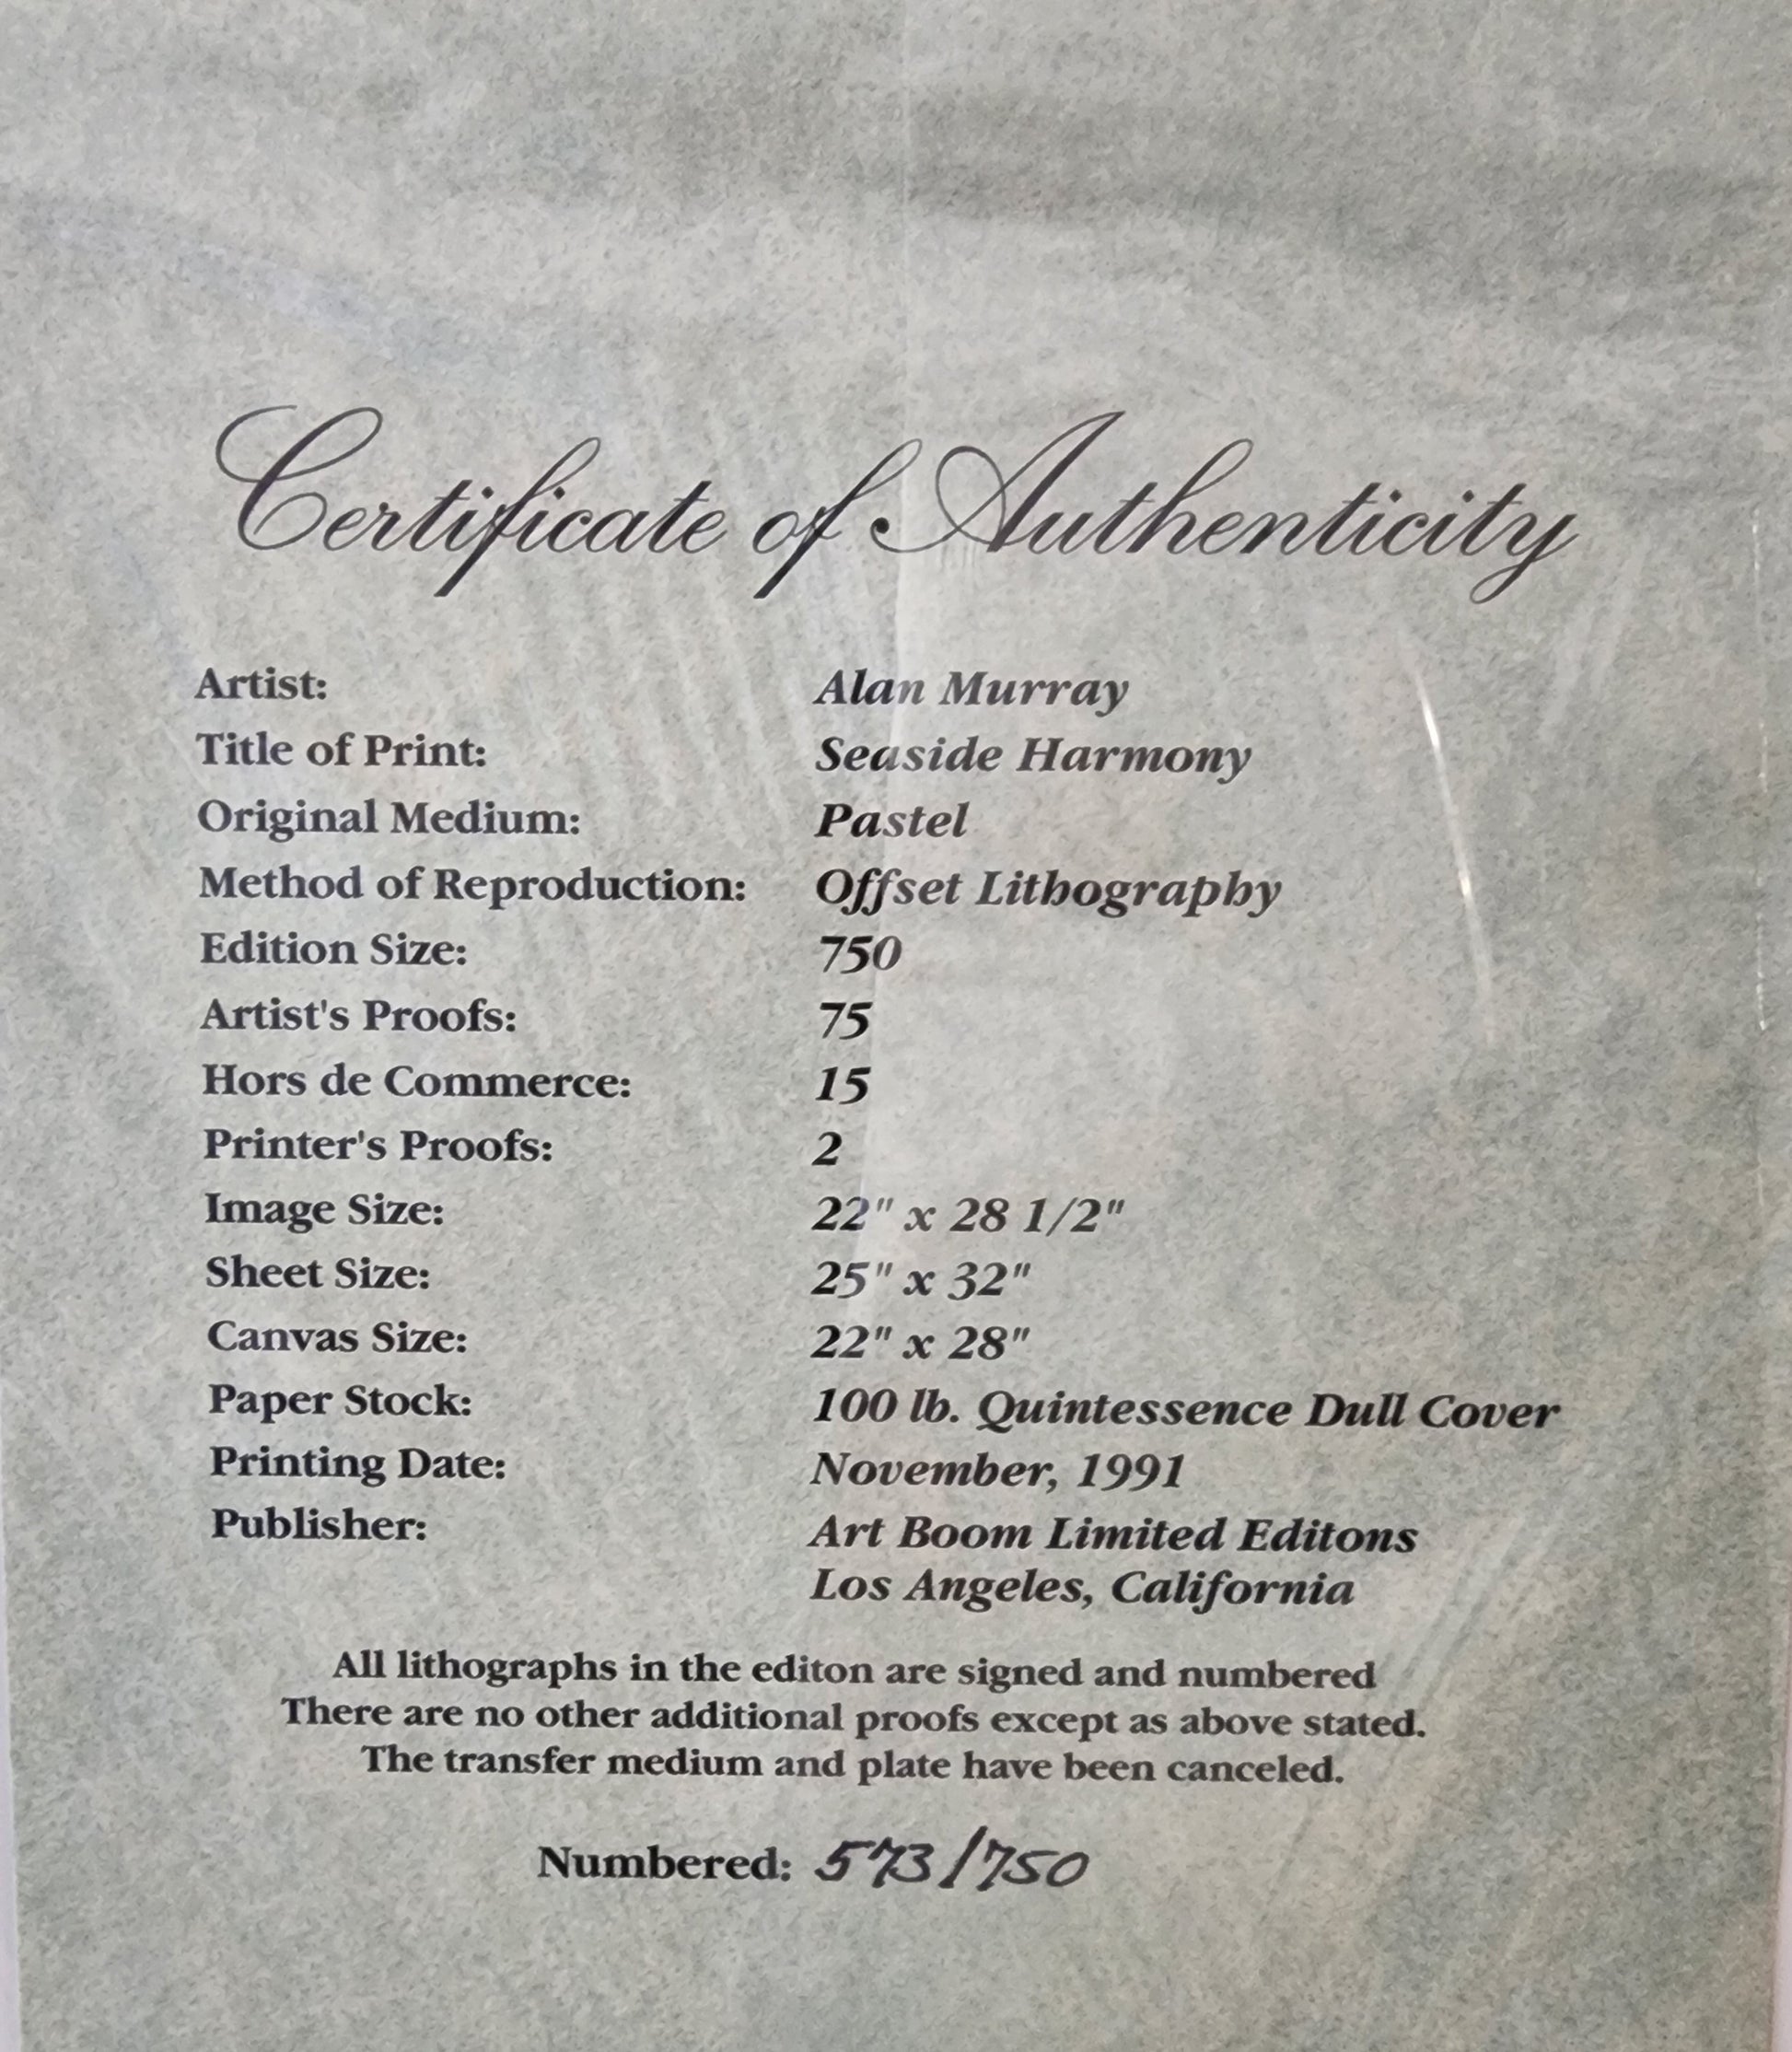 Certificate of Authenticity
Artist: Alan Murray
Title of Print: Seaside Harmony
Original Medium: Pastel
Method of Reproduction: Offset Lithography
Edition Size: 750
Artist's Proofs: 75
Hors de Commerce: 15
Printer's Proofs: 2
Image Size: 22" x 28 1/2"
Sheet Size: 25" x 32"
Canvas Size: 22" x 28"
Paper Stock: 100 lb. Quintessence Dull Cover
Printing Date: November, 1991
Publisher: Art Boom Limited Editons
Los Angeles, California
All lithographs in the editon are signed and numbered
There are no other additional proofs except as above stated.
The transfer medium and plate have been canceled.
Numbered: 573/750